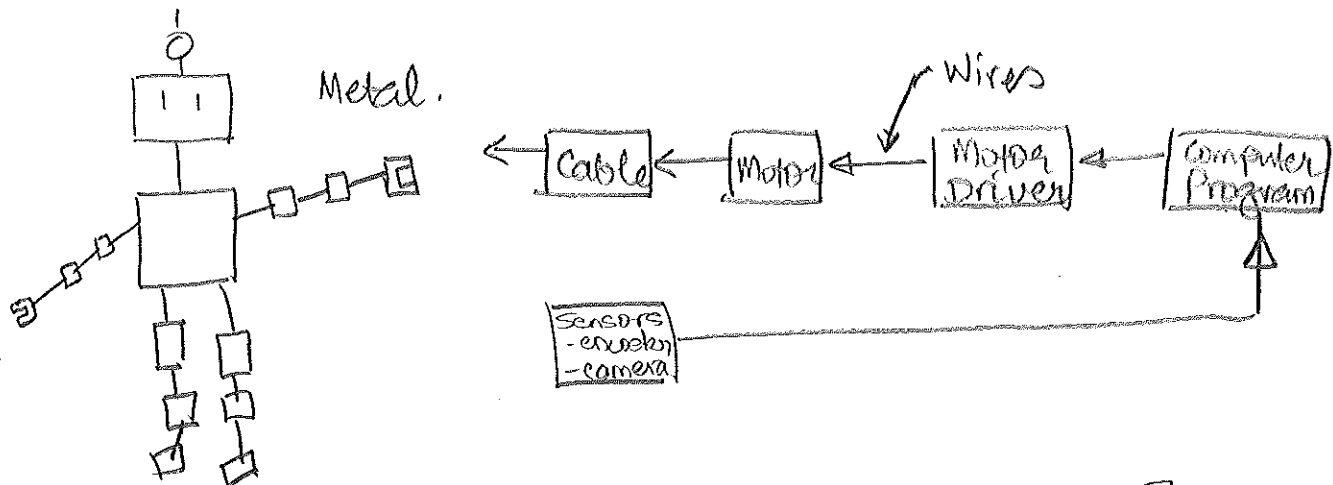 Metal.
Wires
Cable
Motor
Motor
Driver
Computer
Program
Sensors
- encoder
- camera